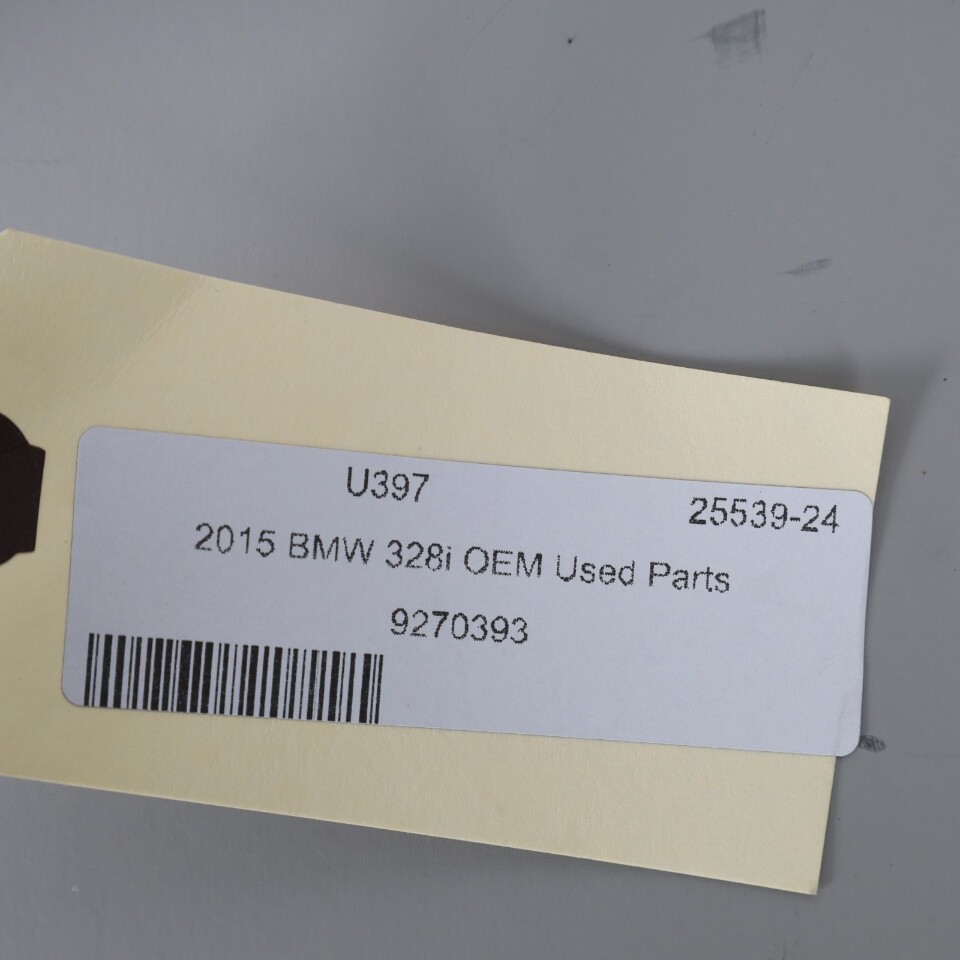 U397 25539-24
2015 BMW 328i OEM Used Parts
9270393